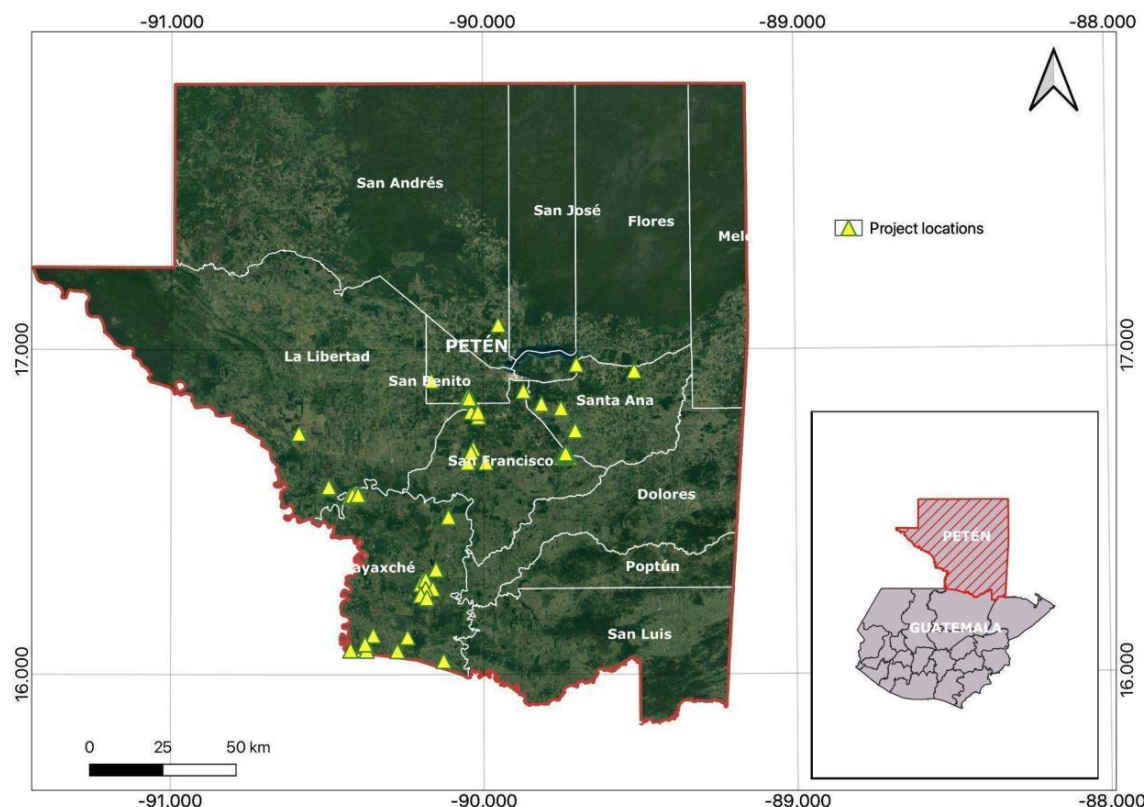 -91.000
-90.000
-89.000
-88.000
San Andrés
San José
Flores
Project locations
17.000
PETÉN
17.000
La Libertad
San Benito
Santa Ana
San Francisco
Dolores
PETÉN
ayaxché
Poptún
GUATEMALA
San Luis
16.000
16.000
0
25
50 km
-91.000
-90.000
-89.000
-88.000